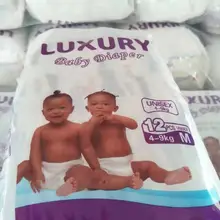 LUXURY
Baby Diaper
UNISEX
12
4-9kg M